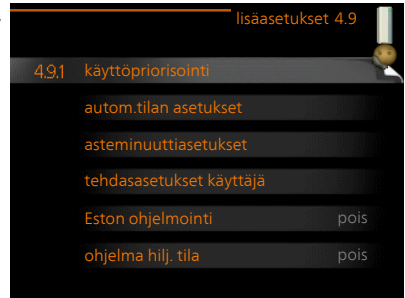 lisäasetukset 4.9
4.9.1 käyttöpriorisointi
autom.tilan asetukset
asteminuuttiasetukset
tehdasasetukset käyttäjä
Eston ohjelmointi pois
ohjelma hilj. tila pois